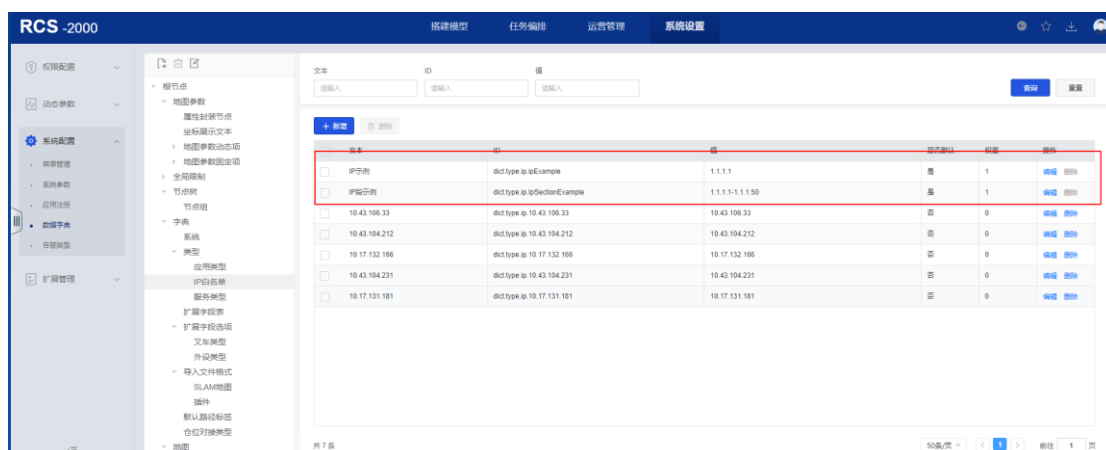 RCS -2000
搭建模型 任务编排 运营管理 系统设置
权限配置
动态参数
系统配置
菜单管理
系统参数
应用注册
数据字典
告警类型
扩展管理
根节点
地图参数
属性封装节点
坐标展示文本
地图参数动态项
地图参数固定项
全局限制
节点树
节点组
字典
系统
类型
应用类型
IP白名单
服务类型
扩展字段表
扩展字段选项
叉车类型
外设类型
导入文件格式
SLAM地图
插件
默认路径标签
仓位对接类型
地图
文本 ID 值
请输入 请输入 请输入 查询 重置
+ 新增 删除
文本 ID 值 是否默认 权重 操作
IP示例 dict.type.ip.ipExample 1.1.1.1 是 1 编辑 删除
IP段示例 dict.type.ip.ipSectionExample 1.1.1.1-1.1.1.50 是 1 编辑 删除
10.43.106.33 dict.type.ip.10.43.106.33 10.43.106.33 否 0 编辑 删除
10.43.104.212 dict.type.ip.10.43.104.212 10.43.104.212 否 0 编辑 删除
10.17.132.166 dict.type.ip.10.17.132.166 10.17.132.166 否 0 编辑 删除
10.43.104.231 dict.type.ip.10.43.104.231 10.43.104.231 否 0 编辑 删除
10.17.131.181 dict.type.ip.10.17.131.181 10.17.131.181 否 0 编辑 删除
共 7 条 50条/页 1 前往 1 页